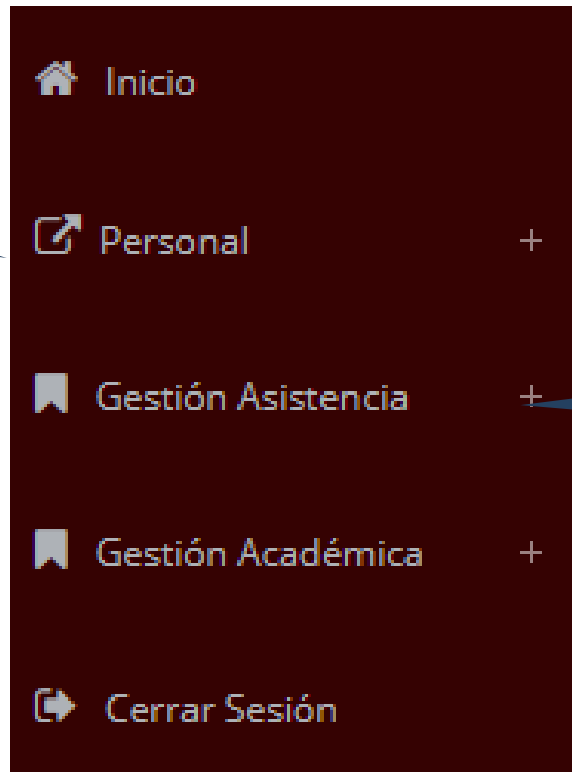 Inicio
Personal +
Gestión Asistencia +
Gestión Académica +
Cerrar Sesión